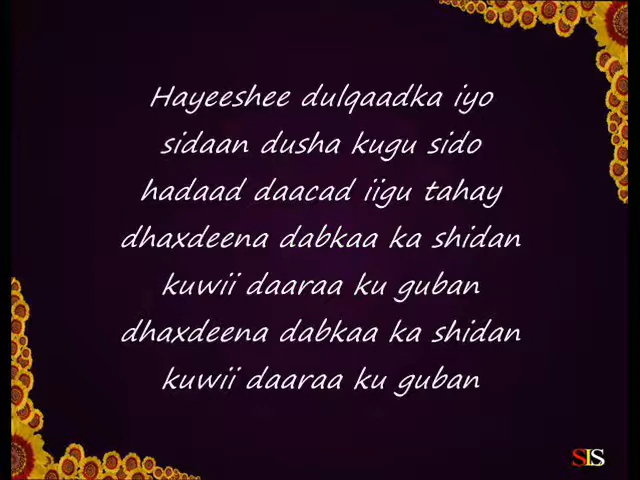 Hayeeshee dulqaadka iyo
sidaan dusha kugu sido
hadaad daacad iigu tahay
dhaxdeena dabkaa ka shidan
kuwii daaraa ku guban
dhaxdeena dabkaa ka shidan
kuwii daaraa ku guban
SIS